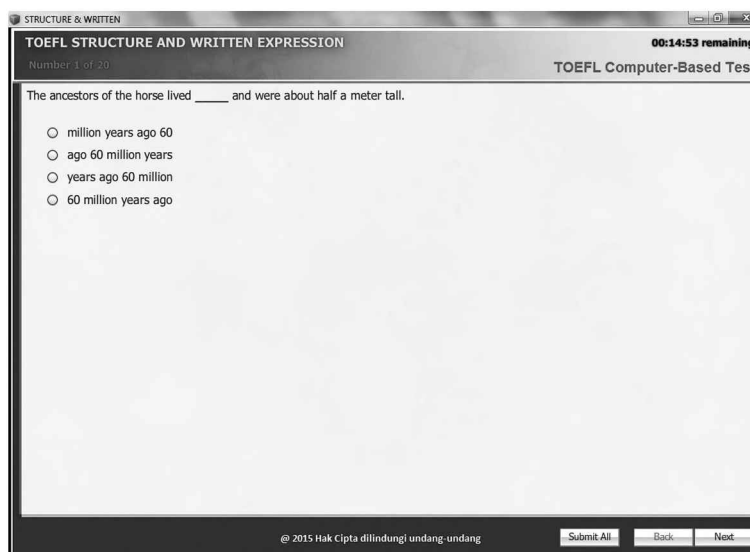 STRUCTURE & WRITTEN
TOEFL STRUCTURE AND WRITTEN EXPRESSION
00:14:53 remaining
Number 1 of 20
TOEFL Computer-Based Tes
The ancestors of the horse lived _____ and were about half a meter tall.
million years ago 60
ago 60 million years
years ago 60 million
60 million years ago
@ 2015 Hak Cipta dilindungi undang-undang
Submit All
Back
Next